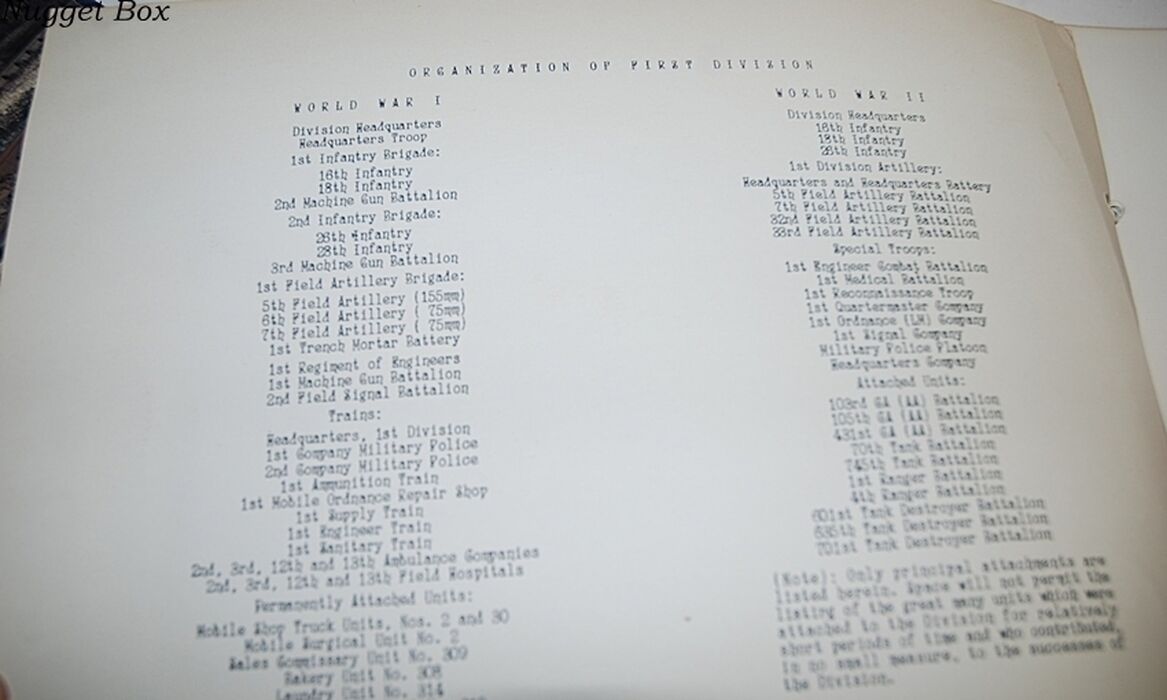 Nugget Box
ORGANIZATION OF FIRST DIVISION
WORLD WAR I
Division Headquarters
Headquarters Troop
1st Infantry Brigade:
16th Infantry
18th Infantry
2nd Machine Gun Battalion
2nd Infantry Brigade:
26th Infantry
28th Infantry
3rd Machine Gun Battalion
1st Field Artillery Brigade:
5th Field Artillery (155mm)
6th Field Artillery ( 75mm)
7th Field Artillery ( 75mm)
1st Trench Mortar Battery
1st Regiment of Engineers
1st Machine Gun Battalion
2nd Field Signal Battalion
Trains:
Headquarters, 1st Division
1st Company Military Police
2nd Company Military Police
1st Ammunition Train
1st Mobile Ordnance Repair Shop
1st Supply Train
1st Engineer Train
1st Sanitary Train
2nd, 3rd, 12th and 13th Ambulance Companies
2nd, 3rd, 12th and 13th Field Hospitals
Permanently Attached Units:
Mobile Shop Truck Units, Nos. 2 and 30
Mobile Surgical Unit No. 2
Sales Commissary Unit No. 309
Bakery Unit No. 308
Laundry Unit No. 314
WORLD WAR II
Division Headquarters
16th Infantry
18th Infantry
26th Infantry
1st Division Artillery:
Headquarters and Headquarters Battery
5th Field Artillery Battalion
7th Field Artillery Battalion
32nd Field Artillery Battalion
33rd Field Artillery Battalion
Special Troops:
1st Engineer Combat Battalion
1st Medical Battalion
1st Reconnaissance Troop
1st Quartermaster Company
1st Ordnance (LM) Company
1st Signal Company
Military Police Platoon
Headquarters Company
Attached Units:
103rd CA (AA) Battalion
105th CA (AA) Battalion
431st CA (AA) Battalion
70th Tank Battalion
745th Tank Battalion
1st Ranger Battalion
4th Ranger Battalion
601st Tank Destroyer Battalion
635th Tank Destroyer Battalion
701st Tank Destroyer Battalion
(Note): Only principal attachments are
listed herein. Space will not permit the
listing of the great many units which were
attached to the Division for relatively
short periods of time and who contributed,
in no small measure, to the successes of
the Division.